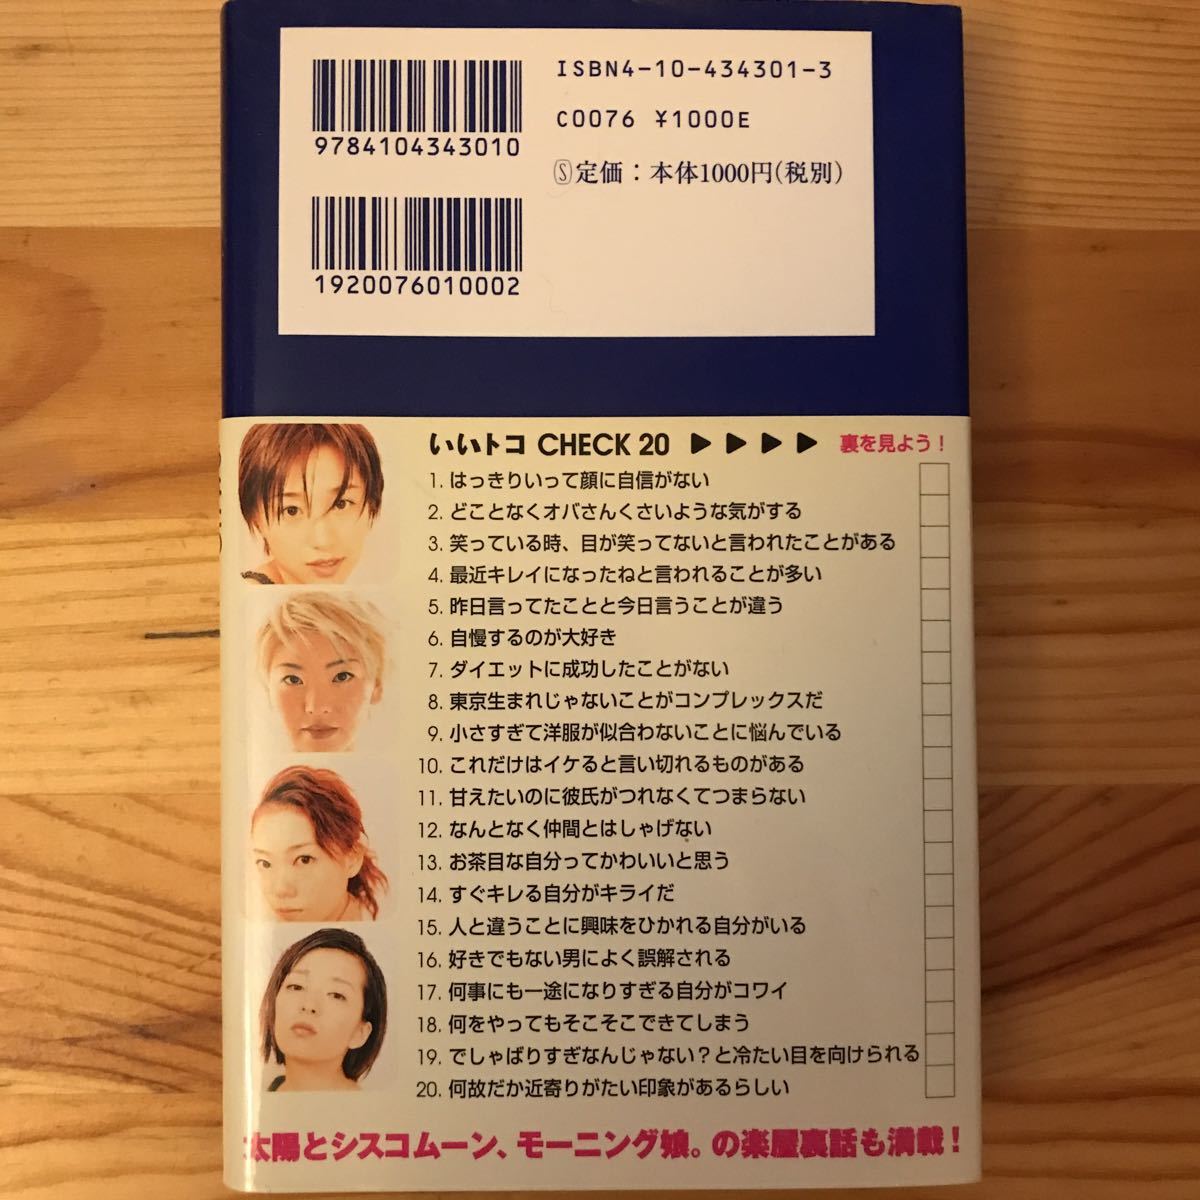 ISBN4-10-434301-3
9784104343010
C0076 ¥1000E
Ⓢ定価：本体1000円(税別)
1920076010002
いいトコ CHECK 20 ▶ ▶ ▶ ▶ 裏を見よう！
1. はっきりいって顔に自信がない
2. どことなくオバさんくさいような気がする
3. 笑っている時、目が笑ってないと言われたことがある
4. 最近キレイになったねと言われることが多い
5. 昨日言ってたことと今日言うことが違う
6. 自慢するのが大好き
7. ダイエットに成功したことがない
8. 東京生まれじゃないことがコンプレックスだ
9. 小さすぎて洋服が似合わないことに悩んでいる
10. これだけはイケると言い切れるものがある
11. 甘えたいのに彼氏がつれなくてつまらない
12. なんとなく仲間とはしゃげない
13. お茶目な自分ってかわいいと思う
14. すぐキレる自分がキライだ
15. 人と違うことに興味をひかれる自分がいる
16. 好きでもない男によく誤解される
17. 何事にも一途になりすぎる自分がコワイ
18. 何をやってもそこそこできてしまう
19. でしゃばりすぎなんじゃない？と冷たい目を向けられる
20. 何故だか近寄りがたい印象があるらしい
太陽とシスコムーン、モーニング娘。の楽屋裏話も満載！